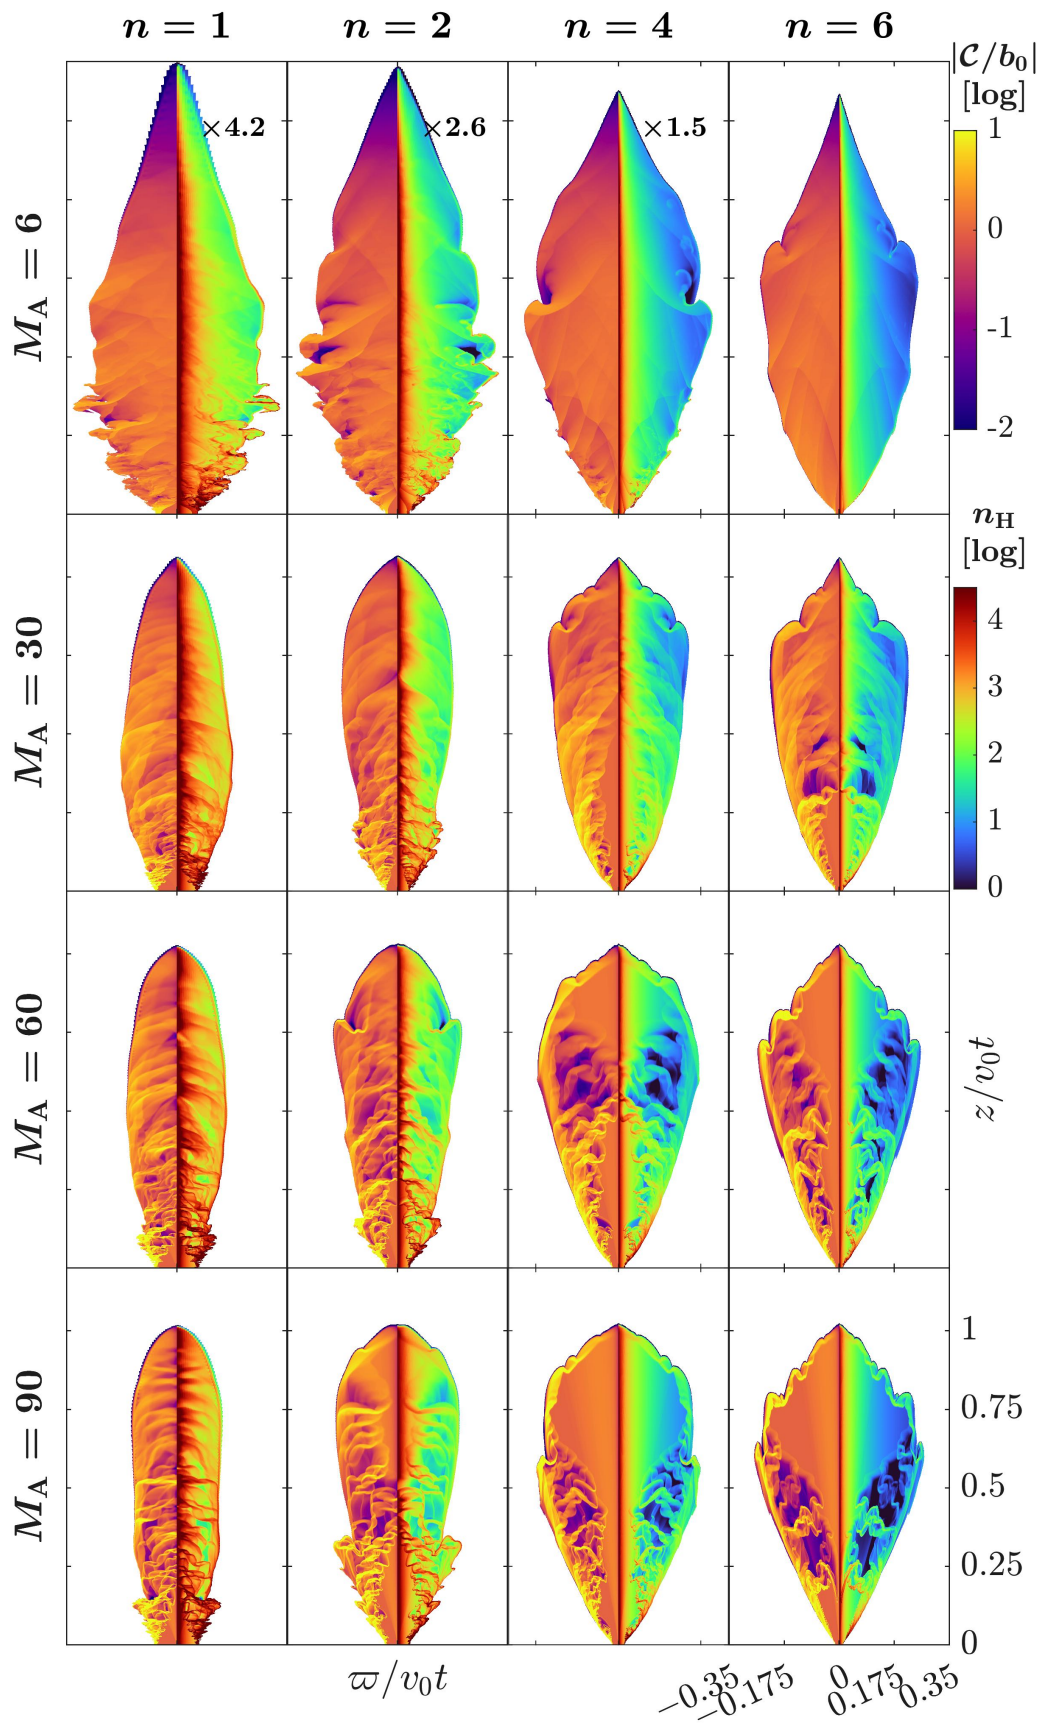 n = 1 n = 2 n = 4 n = 6
|𝒞/b₀|
[log]
×4.2 ×2.6 ×1.5
1
0
-1
-2
M_A = 6
n_H
[log]
4
3
2
1
0
M_A = 30
M_A = 60
z/v₀t
M_A = 90
1
0.75
0.5
0.25
0
ϖ/v₀t
−0.35 −0.175 0 0.175 0.35